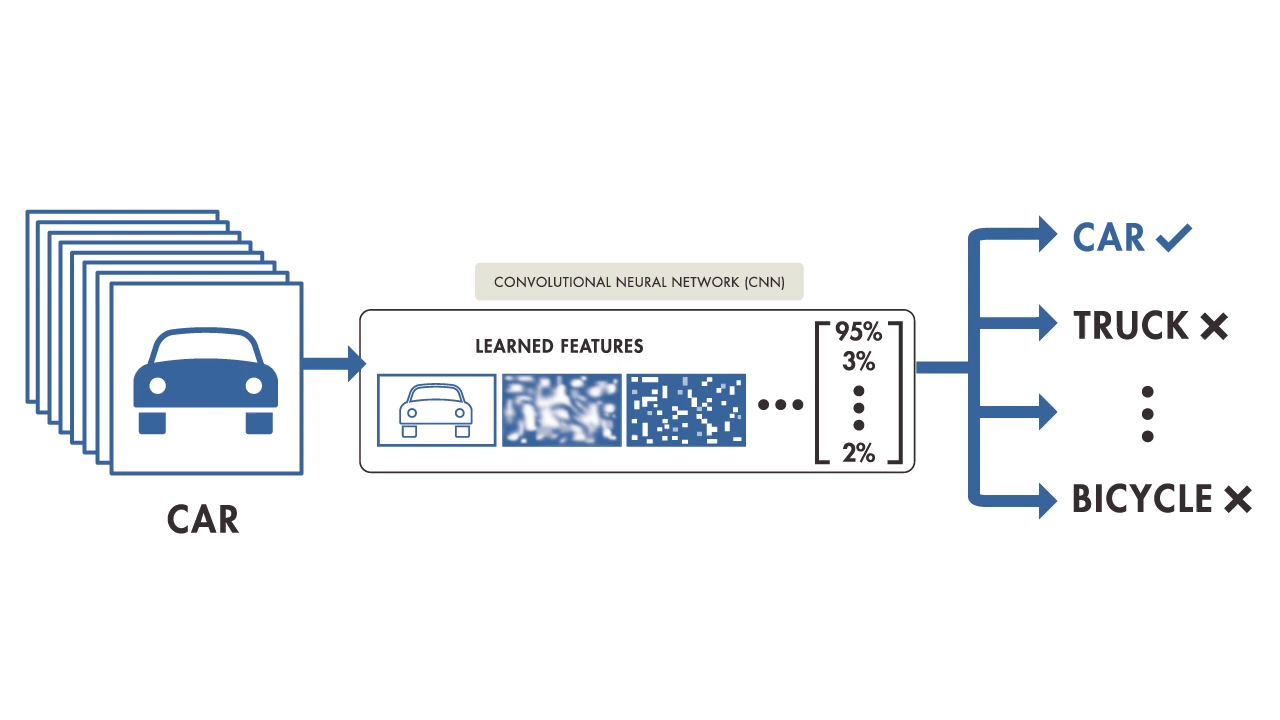 CAR
CONVOLUTIONAL NEURAL NETWORK (CNN)
LEARNED FEATURES
95%
3%
2%
CAR
TRUCK
BICYCLE